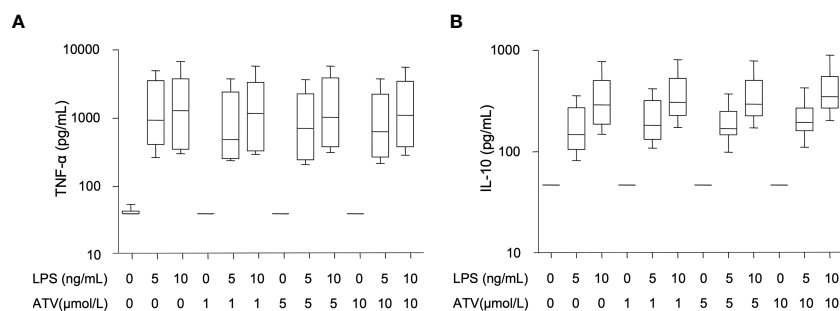 A
B
10000
1000
100
10
TNF-α (pg/mL)
1000
100
10
IL-10 (pg/mL)
LPS (ng/mL) 0 5 10 0 5 10 0 5 10 0 5 10
ATV(μmol/L) 0 0 0 1 1 1 5 5 5 10 10 10
LPS (ng/mL) 0 5 10 0 5 10 0 5 10 0 5 10
ATV(μmol/L) 0 0 0 1 1 1 5 5 5 10 10 10